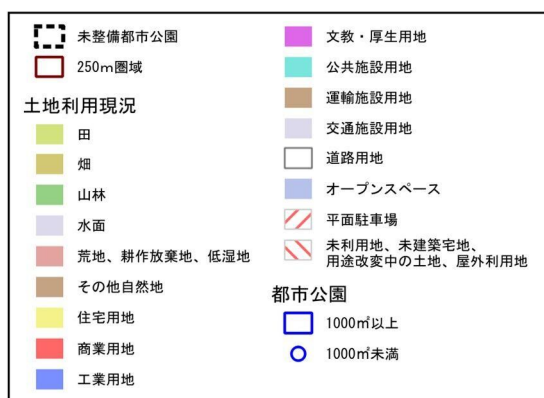 未整備都市公園
250m圏域
土地利用現況
田
畑
山林
水面
荒地、耕作放棄地、低湿地
その他自然地
住宅用地
商業用地
工業用地
文教・厚生用地
公共施設用地
運輸施設用地
交通施設用地
道路用地
オープンスペース
平面駐車場
未利用地、未建築宅地、
用途改変中の土地、屋外利用地
都市公園
1000㎡以上
1000㎡未満